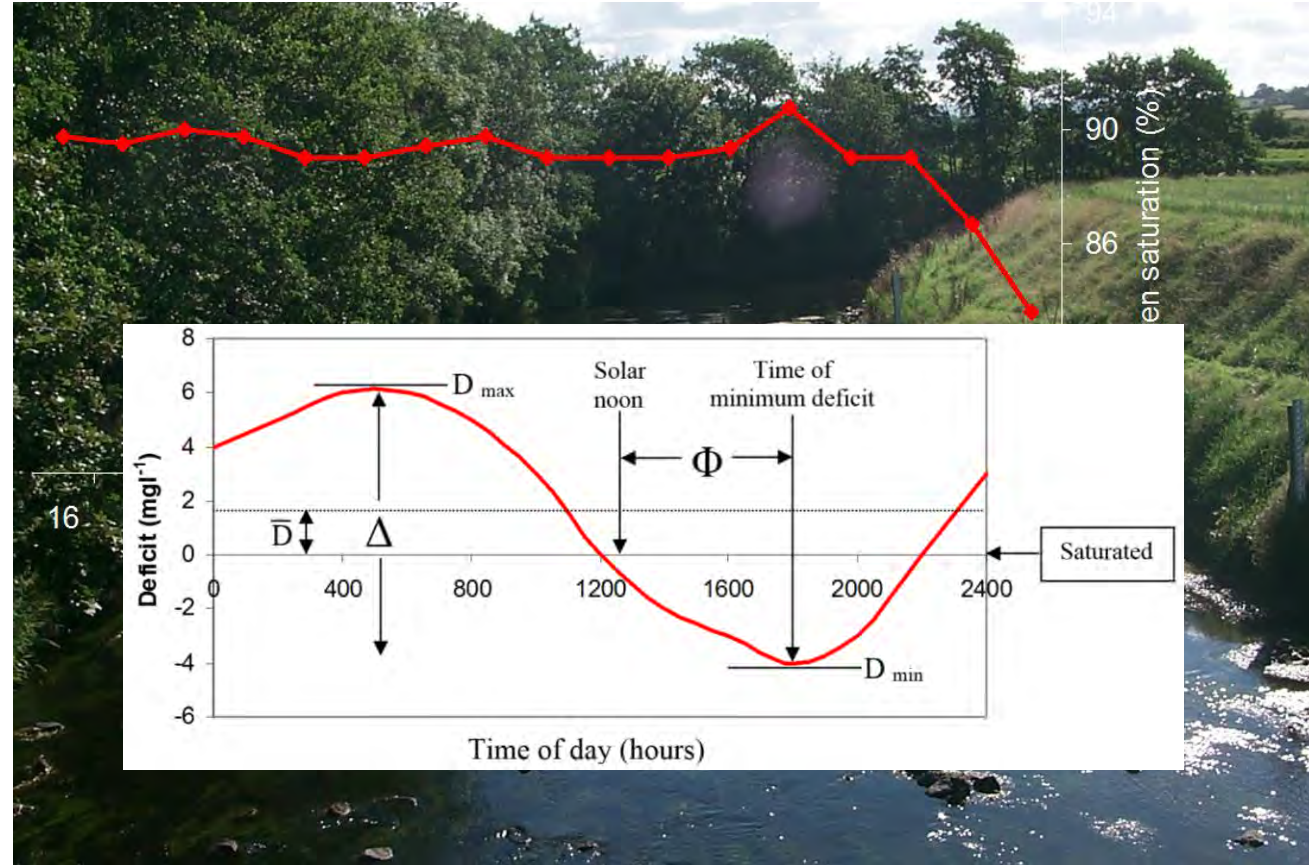 94
90
86
en saturation (%)
16
8
6
4
2
0
-2
-4
-6
Deficit (mgl⁻¹)
D max
Solar
noon
Time of
minimum deficit
Φ
D̅
Δ
Saturated
0
400
800
1200
1600
2000
2400
D min
Time of day (hours)